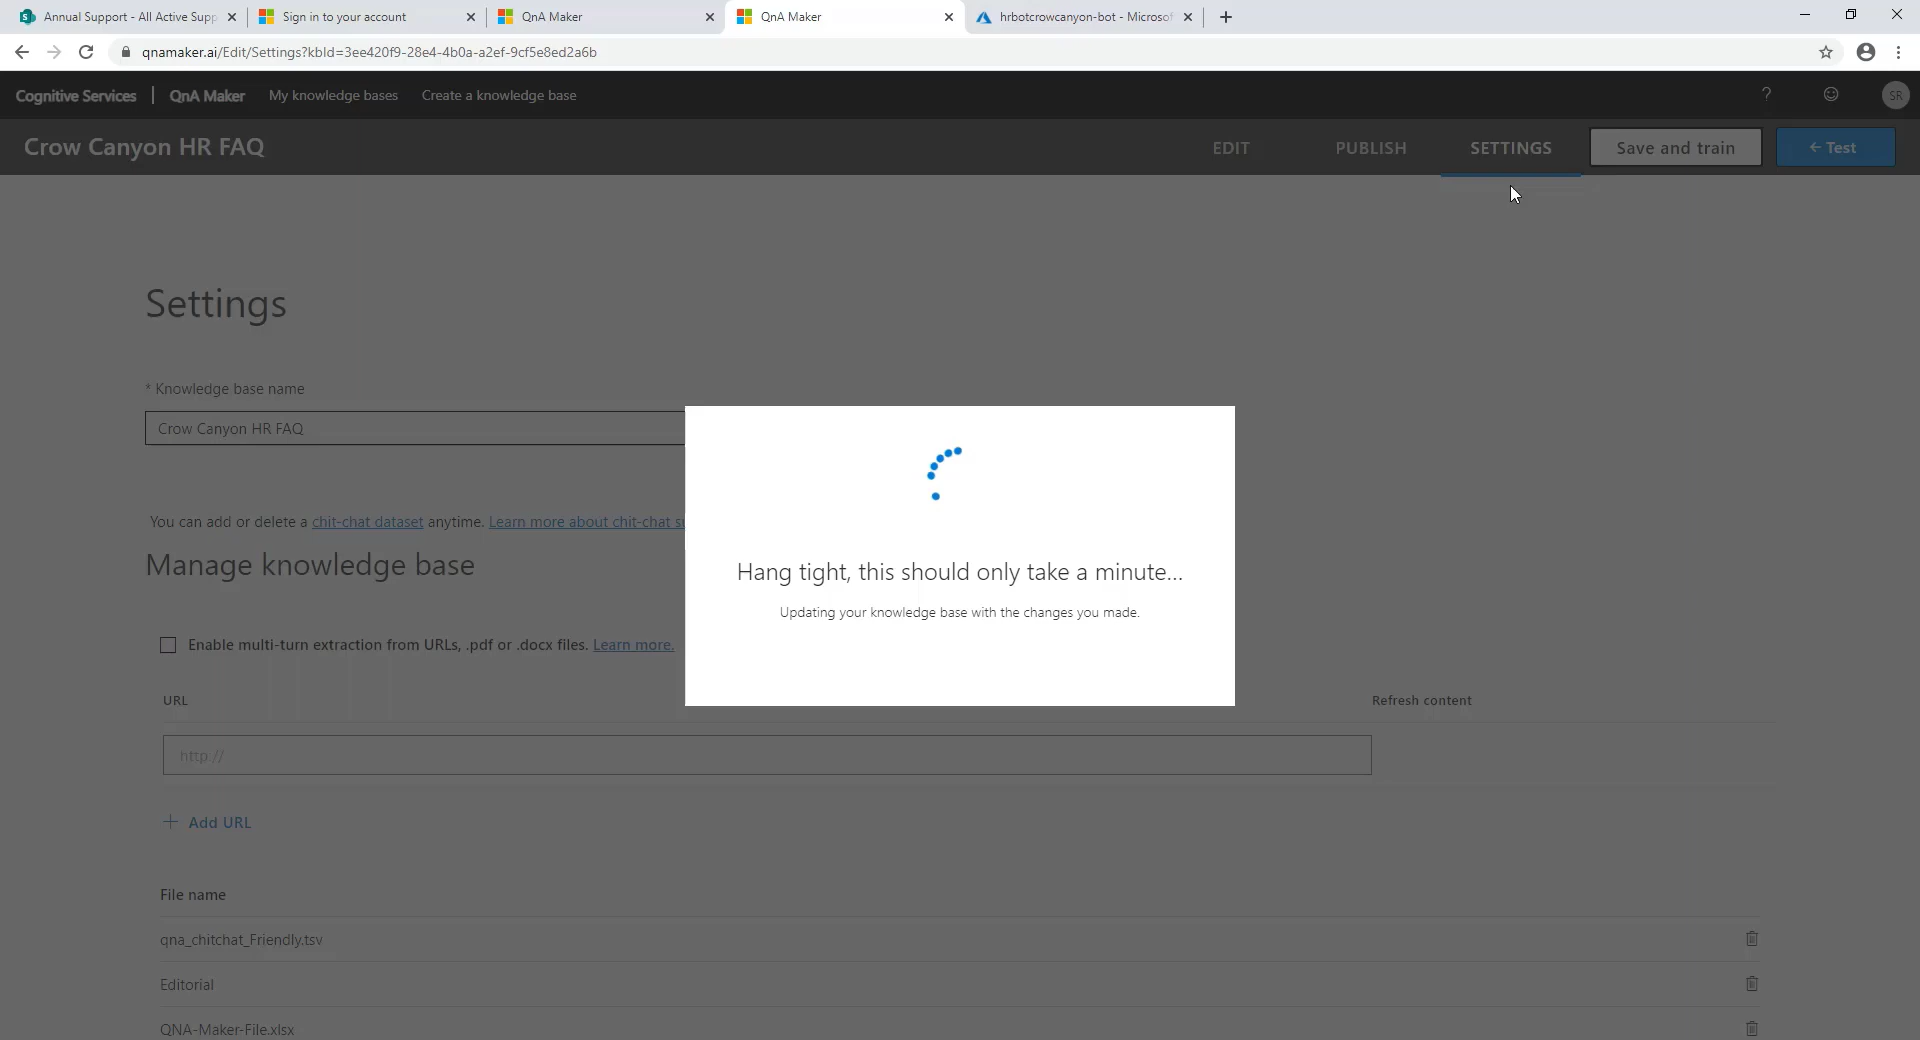 Annual Support - All Active Supp
Sign in to your account
QnA Maker
QnA Maker
hrbotcrowcanyon-bot - Microsof
qnamaker.ai/Edit/Settings?kbId=3ee420f9-28e4-4b0a-a2ef-9cf5e8ed2a6b
Cognitive Services | QnA Maker My knowledge bases Create a knowledge base ? SR
Crow Canyon HR FAQ EDIT PUBLISH SETTINGS Save and train ← Test
Settings
* Knowledge base name
Crow Canyon HR FAQ
You can add or delete a chit-chat dataset anytime. Learn more about chit-chat su
Manage knowledge base
Enable multi-turn extraction from URLs, .pdf or .docx files. Learn more.
Hang tight, this should only take a minute...
Updating your knowledge base with the changes you made.
URL Refresh content
http://
+ Add URL
File name
qna_chitchat_Friendly.tsv
Editorial
QNA-Maker-File.xlsx